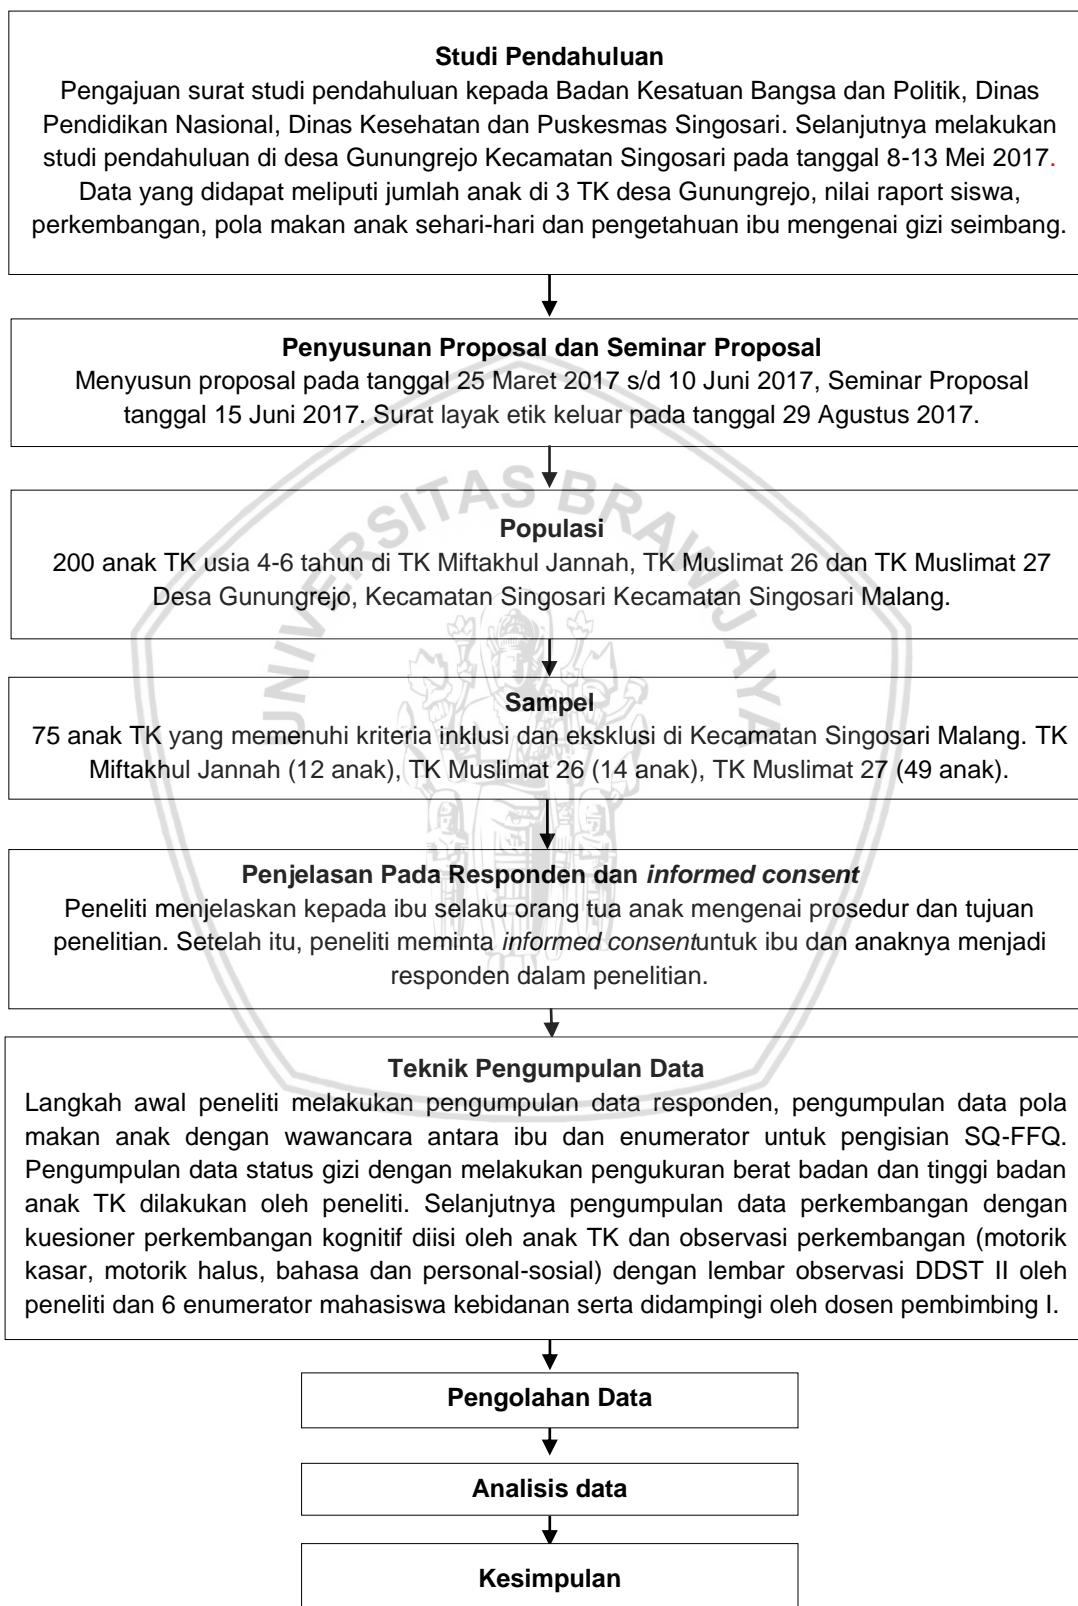 Studi Pendahuluan
Pengajuan surat studi pendahuluan kepada Badan Kesatuan Bangsa dan Politik, Dinas
Pendidikan Nasional, Dinas Kesehatan dan Puskesmas Singosari. Selanjutnya melakukan
studi pendahuluan di desa Gunungrejo Kecamatan Singosari pada tanggal 8-13 Mei 2017.
Data yang didapat meliputi jumlah anak di 3 TK desa Gunungrejo, nilai raport siswa,
perkembangan, pola makan anak sehari-hari dan pengetahuan ibu mengenai gizi seimbang.
Penyusunan Proposal dan Seminar Proposal
Menyusun proposal pada tanggal 25 Maret 2017 s/d 10 Juni 2017, Seminar Proposal
tanggal 15 Juni 2017. Surat layak etik keluar pada tanggal 29 Agustus 2017.
UNIVERSITAS BRAWIJAYA
Populasi
200 anak TK usia 4-6 tahun di TK Miftakhul Jannah, TK Muslimat 26 dan TK Muslimat 27
Desa Gunungrejo, Kecamatan Singosari Kecamatan Singosari Malang.
Sampel
75 anak TK yang memenuhi kriteria inklusi dan eksklusi di Kecamatan Singosari Malang. TK
Miftakhul Jannah (12 anak), TK Muslimat 26 (14 anak), TK Muslimat 27 (49 anak).
Penjelasan Pada Responden dan informed consent
Peneliti menjelaskan kepada ibu selaku orang tua anak mengenai prosedur dan tujuan
penelitian. Setelah itu, peneliti meminta informed consentuntuk ibu dan anaknya menjadi
responden dalam penelitian.
Teknik Pengumpulan Data
Langkah awal peneliti melakukan pengumpulan data responden, pengumpulan data pola
makan anak dengan wawancara antara ibu dan enumerator untuk pengisian SQ-FFQ.
Pengumpulan data status gizi dengan melakukan pengukuran berat badan dan tinggi badan
anak TK dilakukan oleh peneliti. Selanjutnya pengumpulan data perkembangan dengan
kuesioner perkembangan kognitif diisi oleh anak TK dan observasi perkembangan (motorik
kasar, motorik halus, bahasa dan personal-sosial) dengan lembar observasi DDST II oleh
peneliti dan 6 enumerator mahasiswa kebidanan serta didampingi oleh dosen pembimbing I.
Pengolahan Data
Analisis data
Kesimpulan